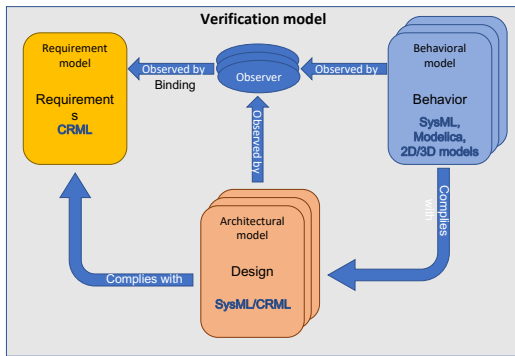 Verification model
Requirement
model
Requirement
s
CRML
Observed by
Binding
Observer
Observed by
Behavioral model
Behavior
SysML,
Modelica,
2D/3D models
Observed by
Complies
with
Architectural
model
Design
SysML/CRML
Complies with